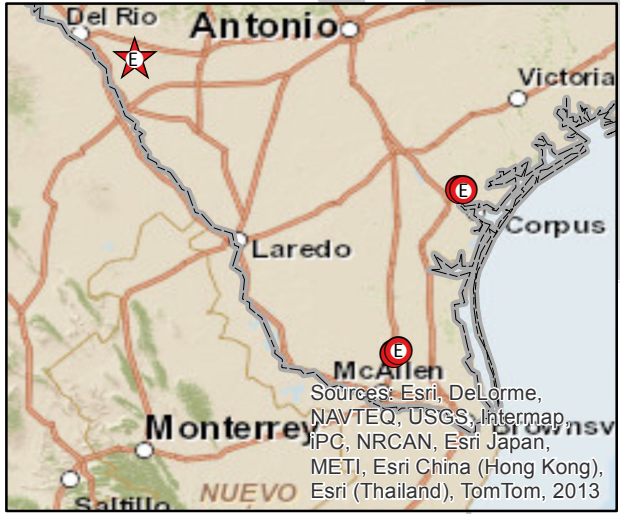 Del Rio
Antonio
E
Victoria
E
Corpus
Laredo
E
McAllen
Sources: Esri, DeLorme,
NAVTEQ, USGS, Intermap,
Brownsv
Monterrey
iPC, NRCAN, Esri Japan,
METI, Esri China (Hong Kong),
NUEVO
Esri (Thailand), TomTom, 2013
Saltillo